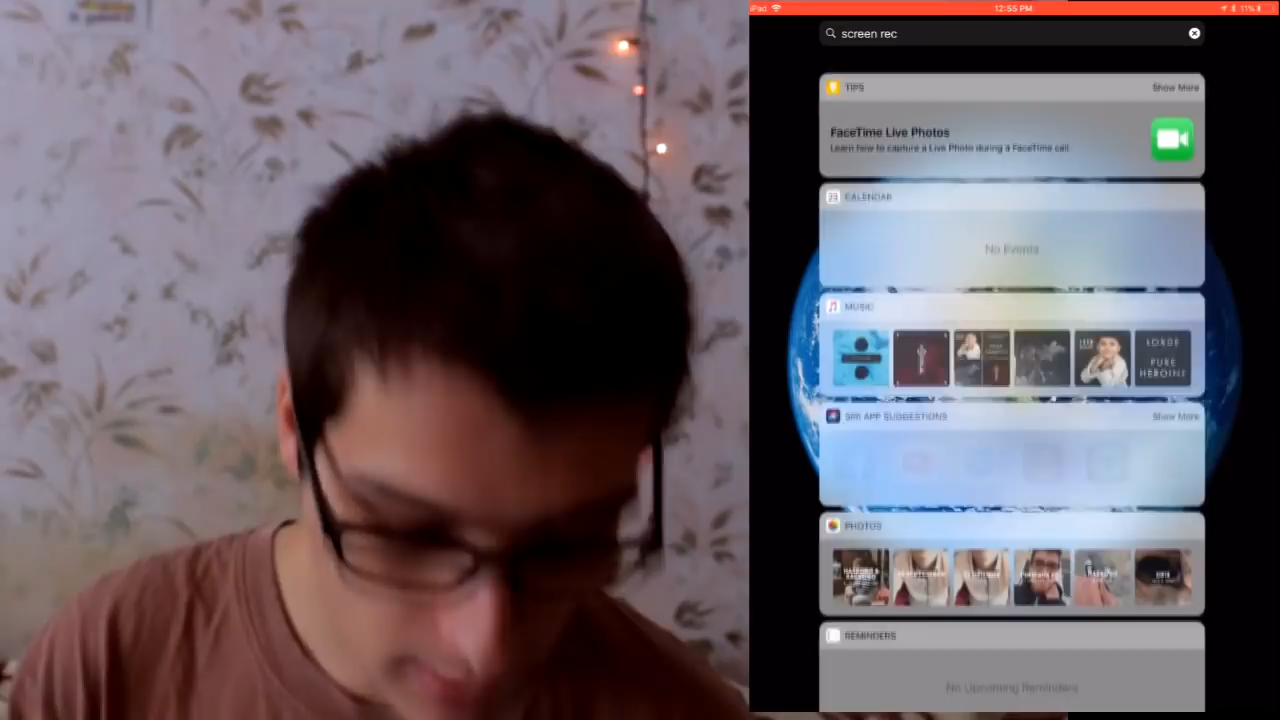 iPad
12:55 PM
11%
screen rec
TIPS
Show More
FaceTime Live Photos
Learn how to capture a Live Photo during a FaceTime call.
23
CALENDAR
No Events
MUSIC
LORDE
PURE
HEROINE
SIRI APP SUGGESTIONS
Show More
PHOTOS
REMINDERS
No Upcoming Reminders